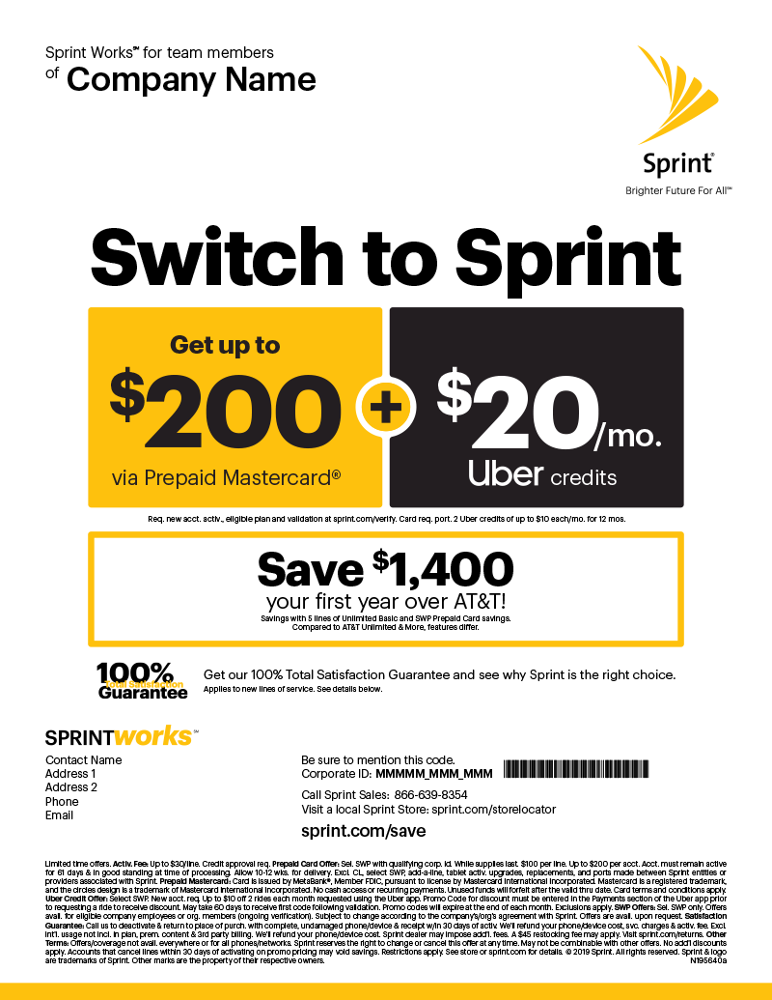 Sprint Works℠ for team members
of Company Name
Sprint®
Brighter Future For All℠
Switch to Sprint
Get up to
$200
via Prepaid Mastercard®
+
$20/mo.
Uber credits
Req. new acct. activ., eligible plan and validation at sprint.com/verify. Card req. port. 2 Uber credits of up to $10 each/mo. for 12 mos.
Save $1,400
your first year over AT&T!
Savings with 5 lines of Unlimited Basic and SWP Prepaid Card savings.
Compared to AT&T Unlimited & More, features differ.
100%
Total Satisfaction
Guarantee
Get our 100% Total Satisfaction Guarantee and see why Sprint is the right choice.
Applies to new lines of service. See details below.
SPRINTworks℠
Contact Name
Address 1
Address 2
Phone
Email
Be sure to mention this code.
Corporate ID: MMMMM_MMM_MMM
Call Sprint Sales: 866-639-8354
Visit a local Sprint Store: sprint.com/storelocator
sprint.com/save
Limited time offers. Activ. Fee: Up to $30/line. Credit approval req. Prepaid Card Offer: Sel. SWP with qualifying corp. id. While supplies last. $100 per line. Up to $200 per acct. Acct. must remain active
for 61 days & in good standing at time of processing. Allow 10-12 wks. for delivery. Excl. CL, select SWP, add-a-line, tablet activ. upgrades, replacements, and ports made between Sprint entities or
providers associated with Sprint. Prepaid Mastercard: Card is issued by MetaBank®, Member FDIC, pursuant to license by Mastercard International Incorporated. Mastercard is a registered trademark,
and the circles design is a trademark of Mastercard International Incorporated. No cash access or recurring payments. Unused funds will forfeit after the valid thru date. Card terms and conditions apply.
Uber Credit Offer: Select SWP. New acct. req. Up to $10 off 2 rides each month requested using the Uber app. Promo Code for discount must be entered in the Payments section of the Uber app prior
to requesting a ride to receive discount. May take 60 days to receive first code following validation. Promo codes will expire at the end of each month. Exclusions apply. SWP Offers: Sel. SWP only. Offers
avail. for eligible company employees or org. members (ongoing verification). Subject to change according to the company's/org's agreement with Sprint. Offers are avail. upon request. Satisfaction
Guarantee: Call us to deactivate & return to place of purch. with complete, undamaged phone/device & receipt w/in 30 days of activ. We'll refund your phone/device cost, svc. charges & activ. fee. Excl.
int'l. usage not incl. in plan, prem. content & 3rd party billing. We'll refund your phone/device cost. Sprint dealer may impose add'l. fees. A $45 restocking fee may apply. Visit sprint.com/returns. Other
Terms: Offers/coverage not avail. everywhere or for all phones/networks. Sprint reserves the right to change or cancel this offer at any time. May not be combinable with other offers. No add'l discounts
apply. Accounts that cancel lines within 30 days of activating on promo pricing may void savings. Restrictions apply. See store or sprint.com for details. © 2019 Sprint. All rights reserved. Sprint & logo
are trademarks of Sprint. Other marks are the property of their respective owners.
N195640a